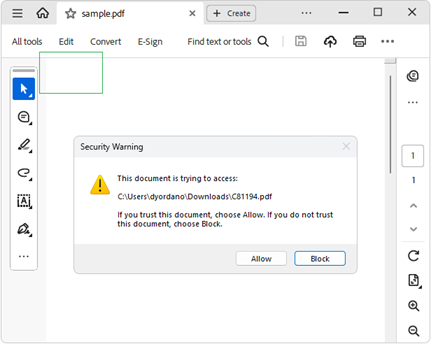 sample.pdf
+ Create
All tools Edit Convert E-Sign Find text or tools
Security Warning
This document is trying to access:
C:\Users\dyordano\Downloads\C81194.pdf
If you trust this document, choose Allow. If you do not trust
this document, choose Block.
Allow Block
1
1